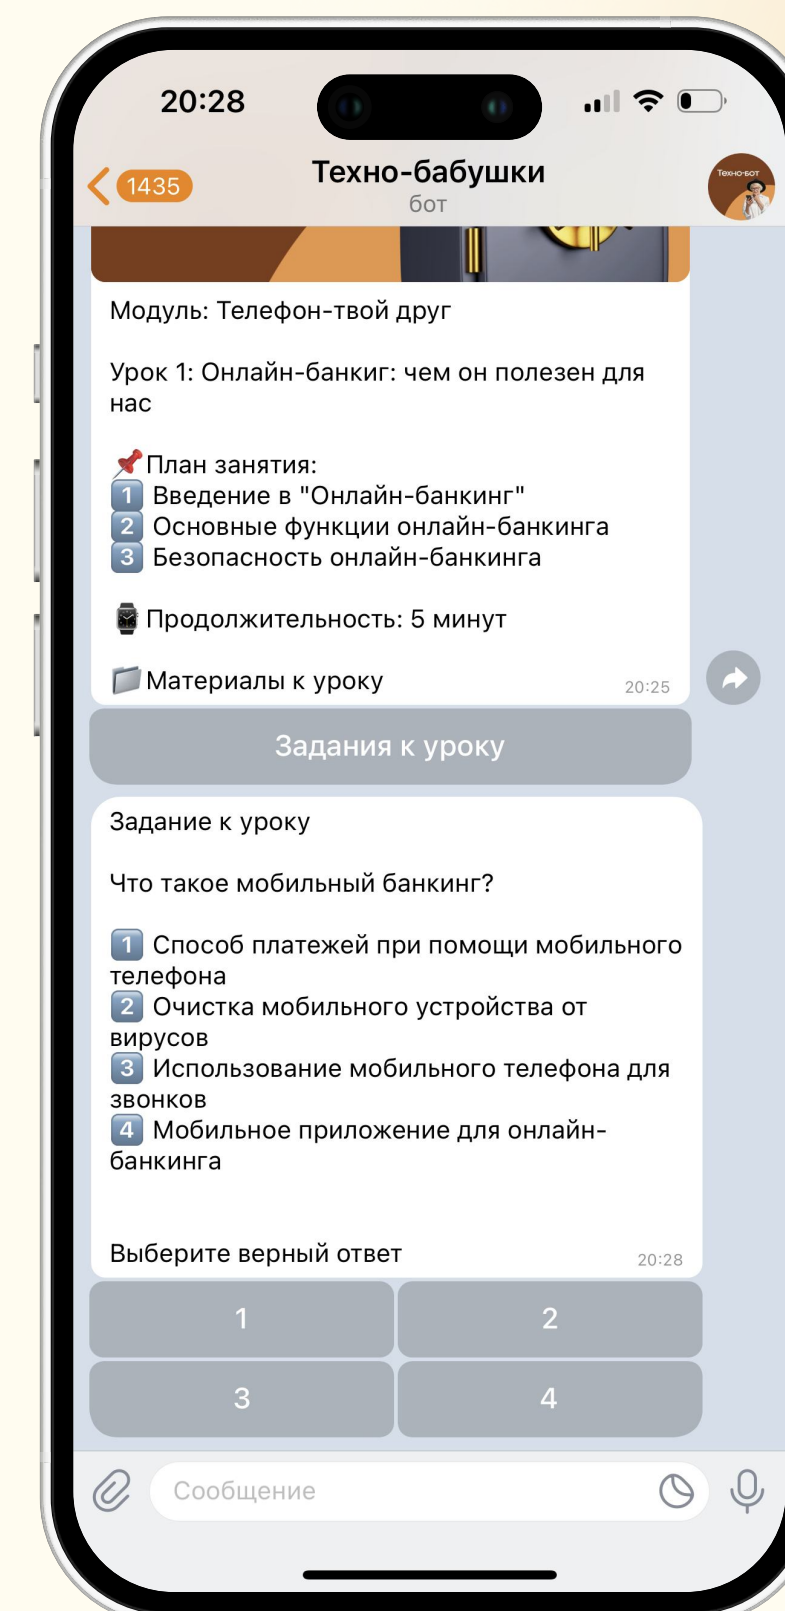 20:28
1435
Техно-бабушки
бот
ТЕХНО-БОТ
Модуль: Телефон-твой друг
Урок 1: Онлайн-банкиг: чем он полезен для
нас
📌План занятия:
1️⃣ Введение в "Онлайн-банкинг"
2️⃣ Основные функции онлайн-банкинга
3️⃣ Безопасность онлайн-банкинга
⌚Продолжительность: 5 минут
📁Материалы к уроку
20:25
Задания к уроку
Задание к уроку
Что такое мобильный банкинг?
1️⃣ Способ платежей при помощи мобильного
телефона
2️⃣ Очистка мобильного устройства от
вирусов
3️⃣ Использование мобильного телефона для
звонков
4️⃣ Мобильное приложение для онлайн-
банкинга
Выберите верный ответ
20:28
1
2
3
4
Сообщение